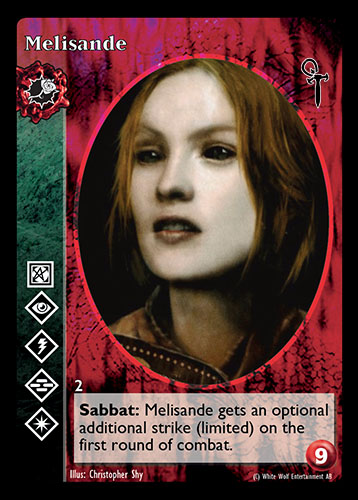 Melisande
2
Sabbat: Melisande gets an optional
additional strike (limited) on the
first round of combat.
9
Illus: Christopher Shy
(C) White Wolf Entertainment AB